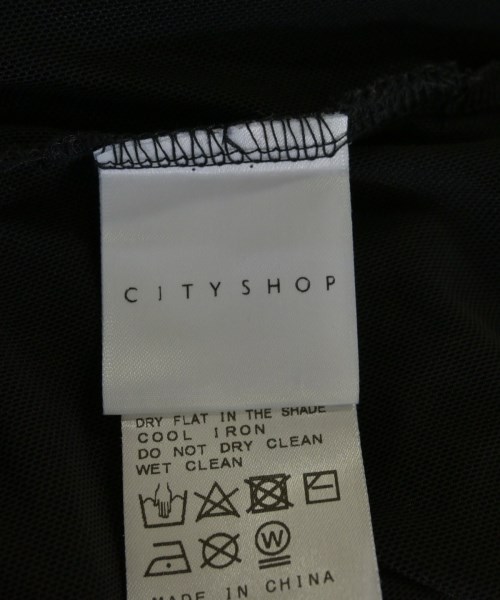 CITYSHOP
DRY FLAT IN THE SHADE
COOL IRON
DO NOT DRY CLEAN
WET CLEAN
W
MADE IN CHINA